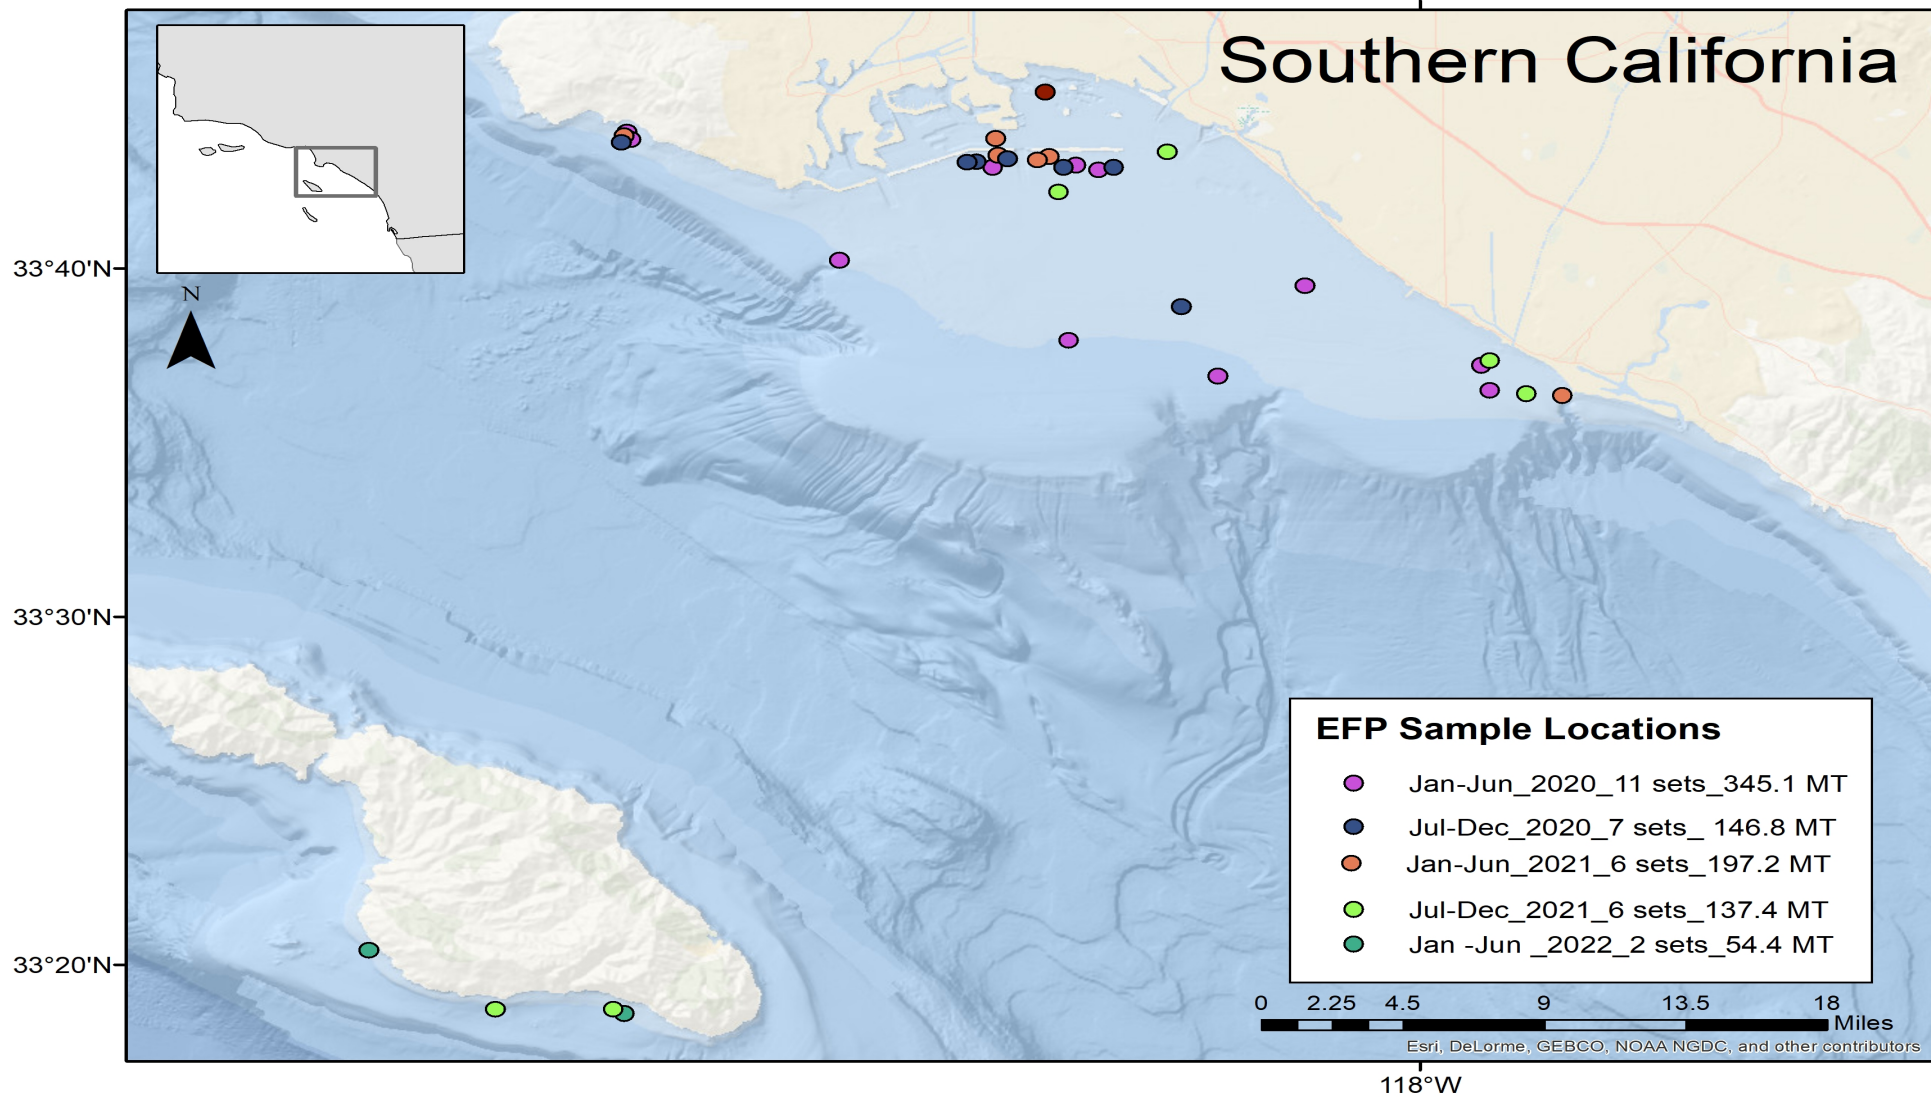 Southern California
33°40'N
N
33°30'N
EFP Sample Locations
Jan-Jun_2020_11 sets_345.1 MT
Jul-Dec_2020_7 sets_ 146.8 MT
Jan-Jun_2021_6 sets_197.2 MT
Jul-Dec_2021_6 sets_137.4 MT
Jan -Jun _2022_2 sets_54.4 MT
33°20'N
0 2.25 4.5 9 13.5 18
Miles
Esri, DeLorme, GEBCO, NOAA NGDC, and other contributors
118°W